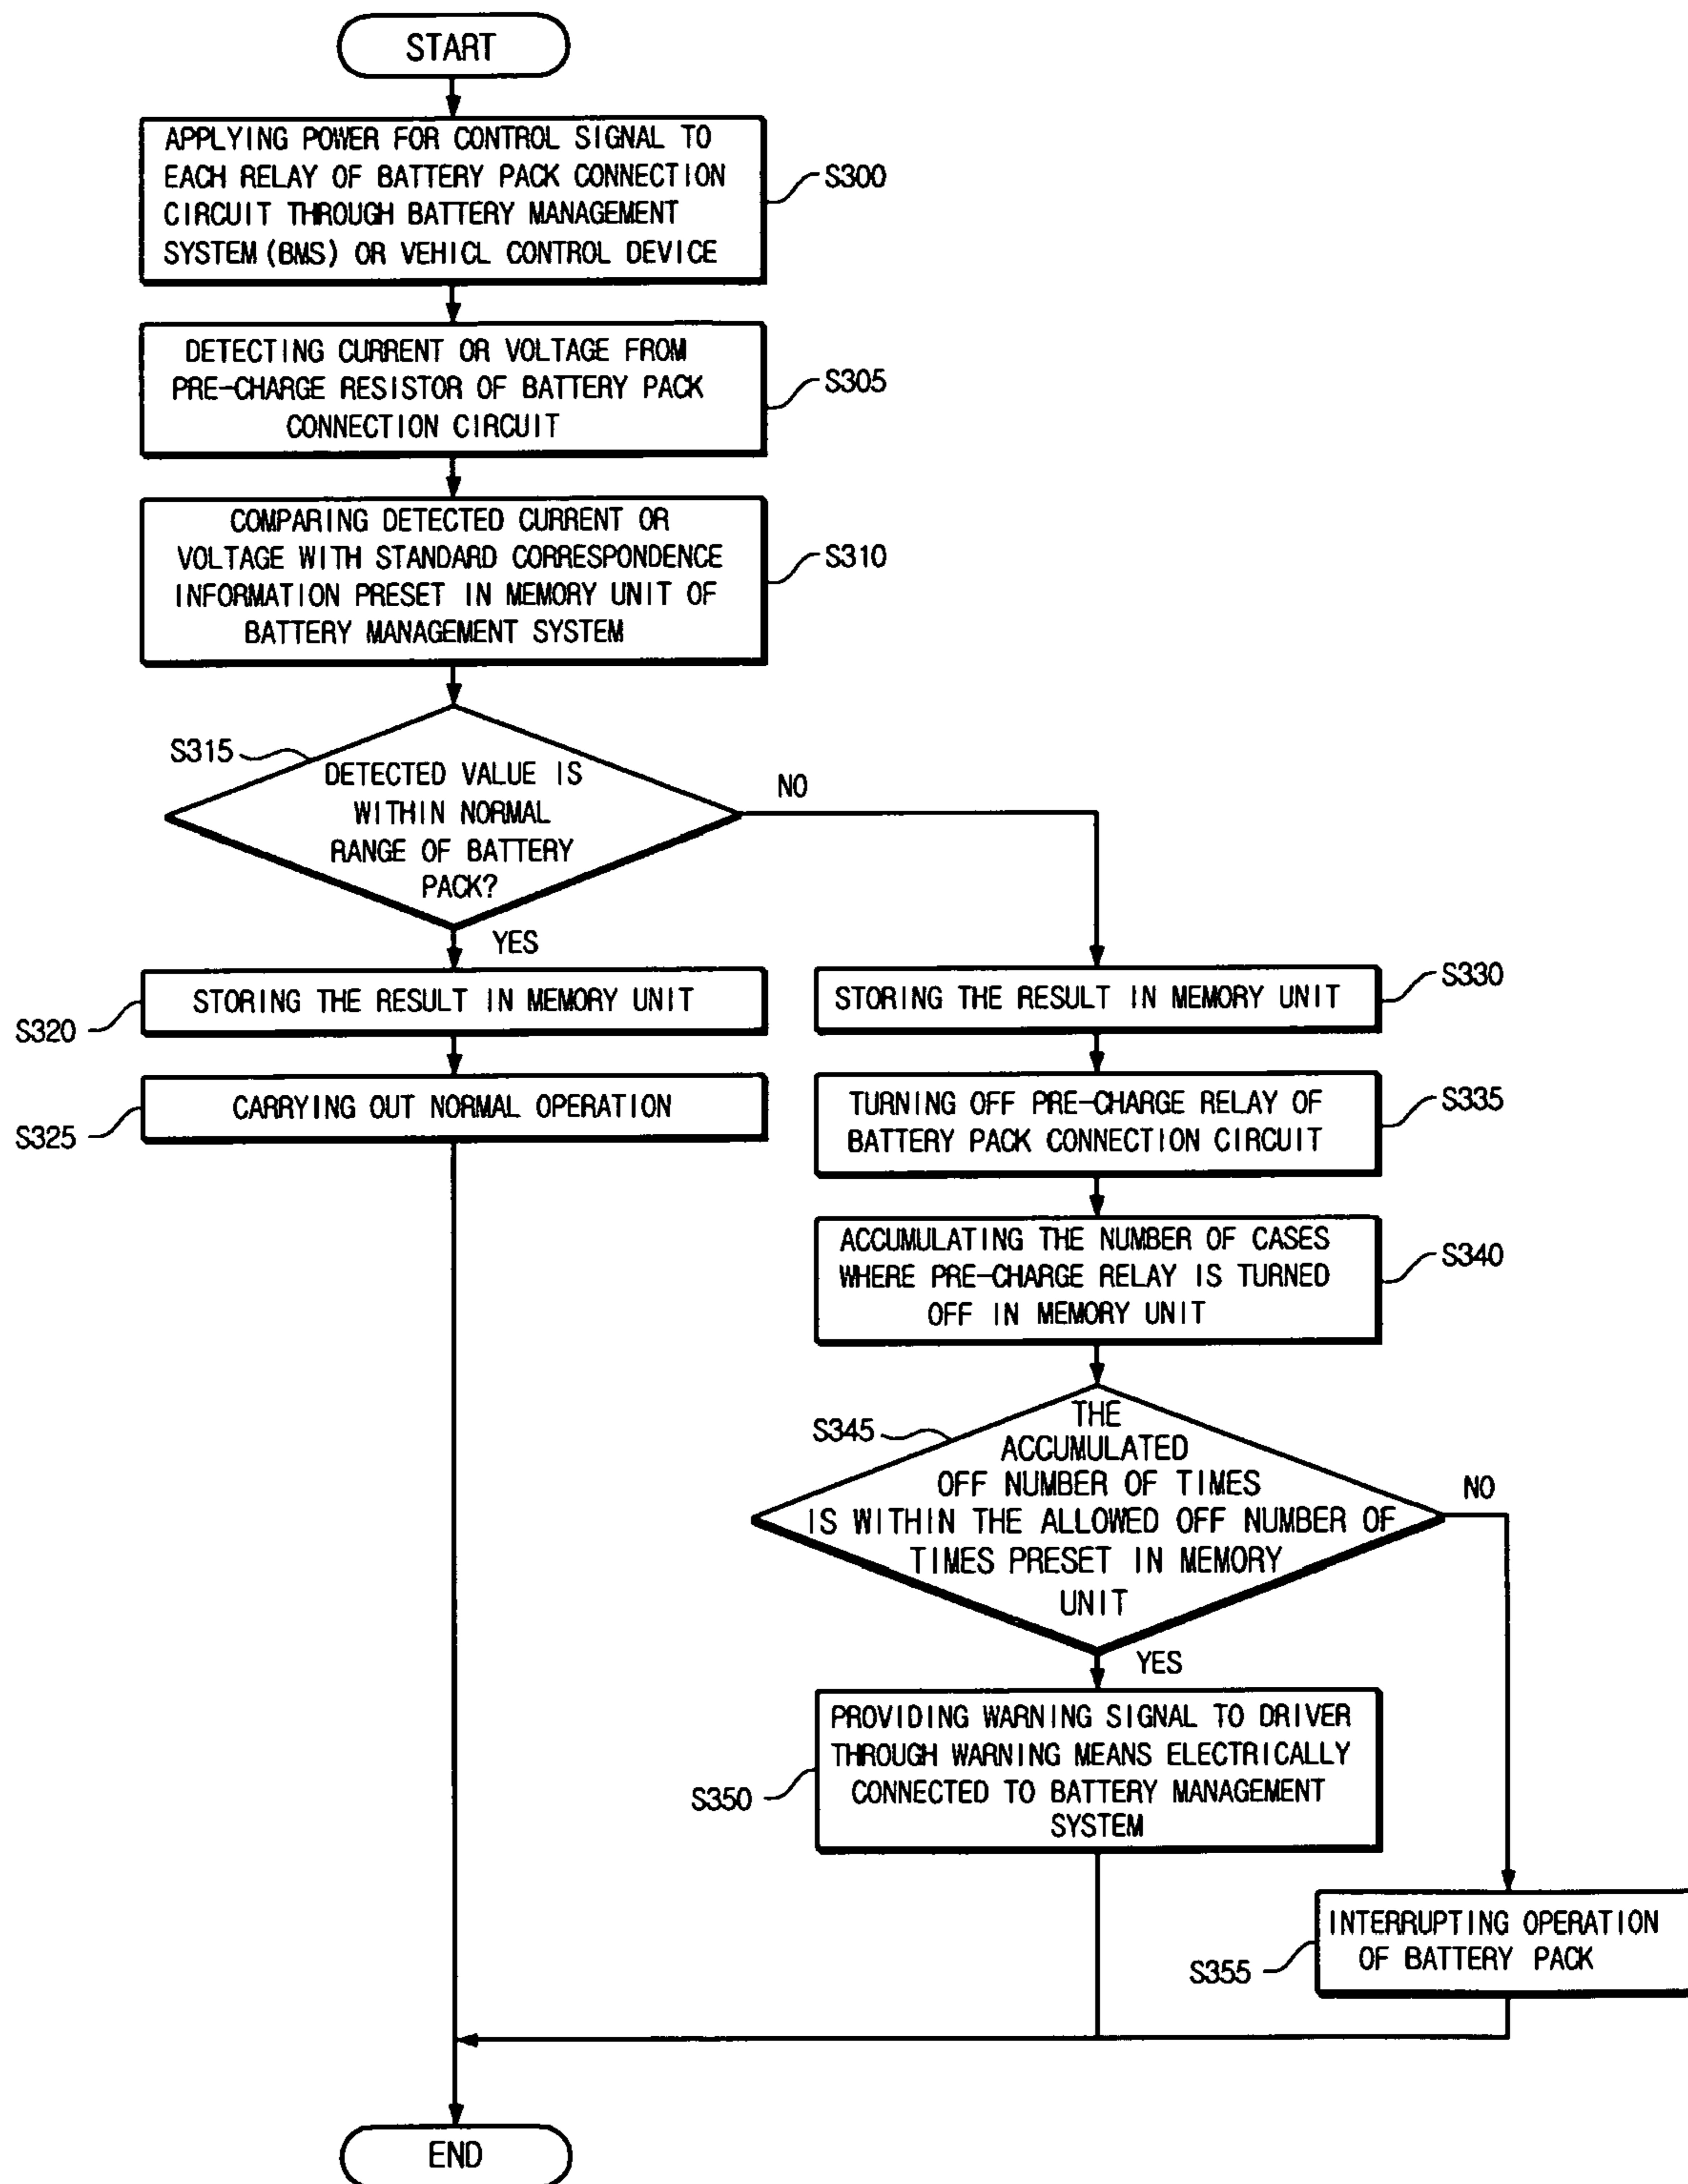 START
APPLYING POWER FOR CONTROL SIGNAL TO
EACH RELAY OF BATTERY PACK CONNECTION
CIRCUIT THROUGH BATTERY MANAGEMENT
SYSTEM (BMS) OR VEHICL CONTROL DEVICE
S300
DETECTING CURRENT OR VOLTAGE FROM
PRE-CHARGE RESISTOR OF BATTERY PACK
CONNECTION CIRCUIT
S305
COMPARING DETECTED CURRENT OR
VOLTAGE WITH STANDARD CORRESPONDENCE
INFORMATION PRESET IN MEMORY UNIT OF
BATTERY MANAGEMENT SYSTEM
S310
S315
DETECTED VALUE IS
WITHIN NORMAL
RANGE OF BATTERY
PACK?
NO
YES
STORING THE RESULT IN MEMORY UNIT
S320
CARRYING OUT NORMAL OPERATION
S325
STORING THE RESULT IN MEMORY UNIT
S330
TURNING OFF PRE-CHARGE RELAY OF
BATTERY PACK CONNECTION CIRCUIT
S335
ACCUMULATING THE NUMBER OF CASES
WHERE PRE-CHARGE RELAY IS TURNED
OFF IN MEMORY UNIT
S340
S345
THE
ACCUMULATED
OFF NUMBER OF TIMES
IS WITHIN THE ALLOWED OFF NUMBER OF
TIMES PRESET IN MEMORY
UNIT
NO
YES
PROVIDING WARNING SIGNAL TO DRIVER
THROUGH WARNING MEANS ELECTRICALLY
CONNECTED TO BATTERY MANAGEMENT
SYSTEM
S350
INTERRUPTING OPERATION
OF BATTERY PACK
S355
END